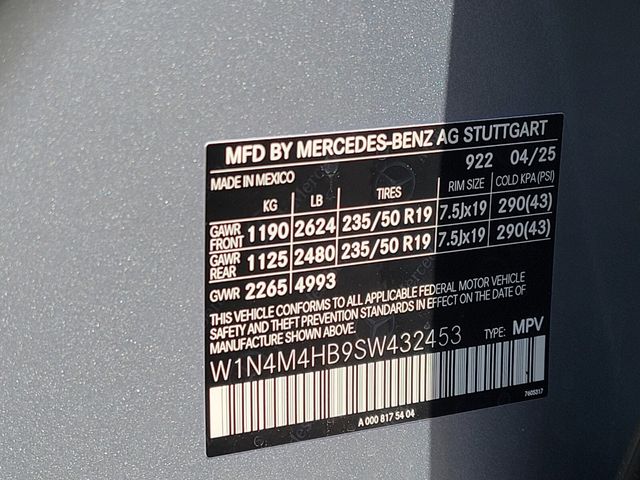 MFD BY MERCEDES-BENZ AG STUTTGART
MADE IN MEXICO 922 04/25
KG LB TIRES RIM SIZE COLD KPA(PSI)
GAWR FRONT 1190 2624 235/50 R19 7.5Jx19 290(43)
GAWR REAR 1125 2480 235/50 R19 7.5Jx19 290(43)
GVWR 2265 4993
THIS VEHICLE CONFORMS TO ALL APPLICABLE FEDERAL MOTOR VEHICLE
SAFETY AND THEFT PREVENTION STANDARDS IN EFFECT ON THE DATE OF
MANUFACTURE SHOWN ABOVE.
W1N4M4HB9SW432453 TYPE: MPV
A 000 817 54 04